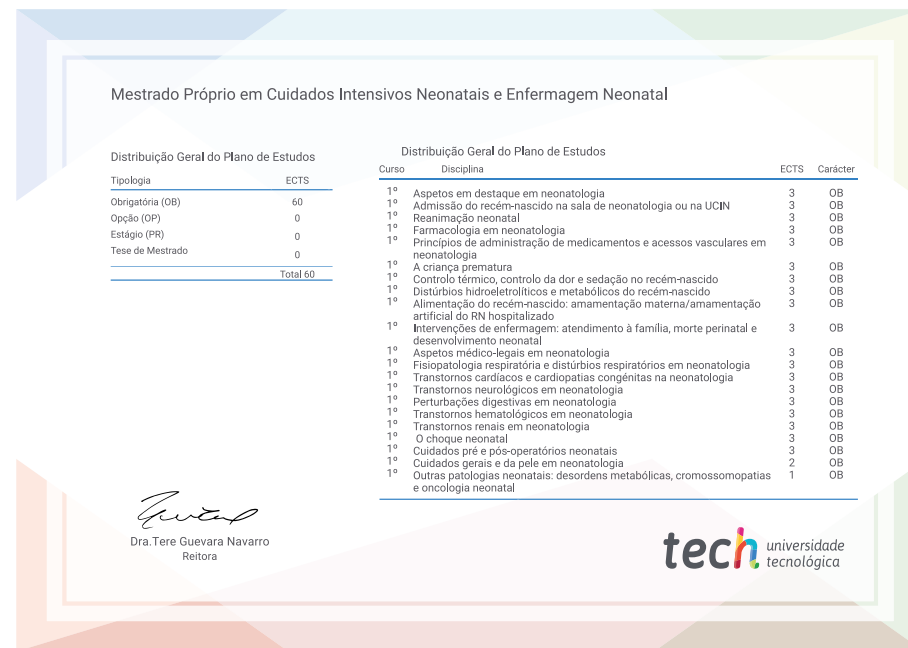 Mestrado Próprio em Cuidados Intensivos Neonatais e Enfermagem Neonatal
Distribuição Geral do Plano de Estudos
Tipologia ECTS
Obrigatória (OB) 60
Opção (OP) 0
Estágio (PR) 0
Tese de Mestrado 0
Total 60
Distribuição Geral do Plano de Estudos
Curso Disciplina ECTS Carácter
1º Aspetos em destaque em neonatologia 3 OB
1º Admissão do recém-nascido na sala de neonatologia ou na UCIN 3 OB
1º Reanimação neonatal 3 OB
1º Farmacologia em neonatologia 3 OB
1º Princípios de administração de medicamentos e acessos vasculares em 3 OB
neonatologia
1º A criança prematura 3 OB
1º Controlo térmico, controlo da dor e sedação no recém-nascido 3 OB
1º Distúrbios hidroeletrolíticos e metabólicos do recém-nascido 3 OB
1º Alimentação do recém-nascido: amamentação materna/amamentação 3 OB
artificial do RN hospitalizado
1º Intervenções de enfermagem: atendimento à família, morte perinatal e 3 OB
desenvolvimento neonatal
1º Aspetos médico-legais em neonatologia 3 OB
1º Fisiopatologia respiratória e distúrbios respiratórios em neonatologia 3 OB
1º Transtornos cardíacos e cardiopatias congénitas na neonatologia 3 OB
1º Transtornos neurológicos em neonatologia 3 OB
1º Perturbações digestivas em neonatologia 3 OB
1º Transtornos hematológicos em neonatologia 3 OB
1º Transtornos renais em neonatologia 3 OB
1º O choque neonatal 3 OB
1º Cuidados pré e pós-operatórios neonatais 3 OB
1º Cuidados gerais e da pele em neonatologia 2 OB
1º Outras patologias neonatais: desordens metabólicas, cromossomopatias 1 OB
e oncologia neonatal
Dra.Tere Guevara Navarro
Reitora
tech universidade
tecnológica